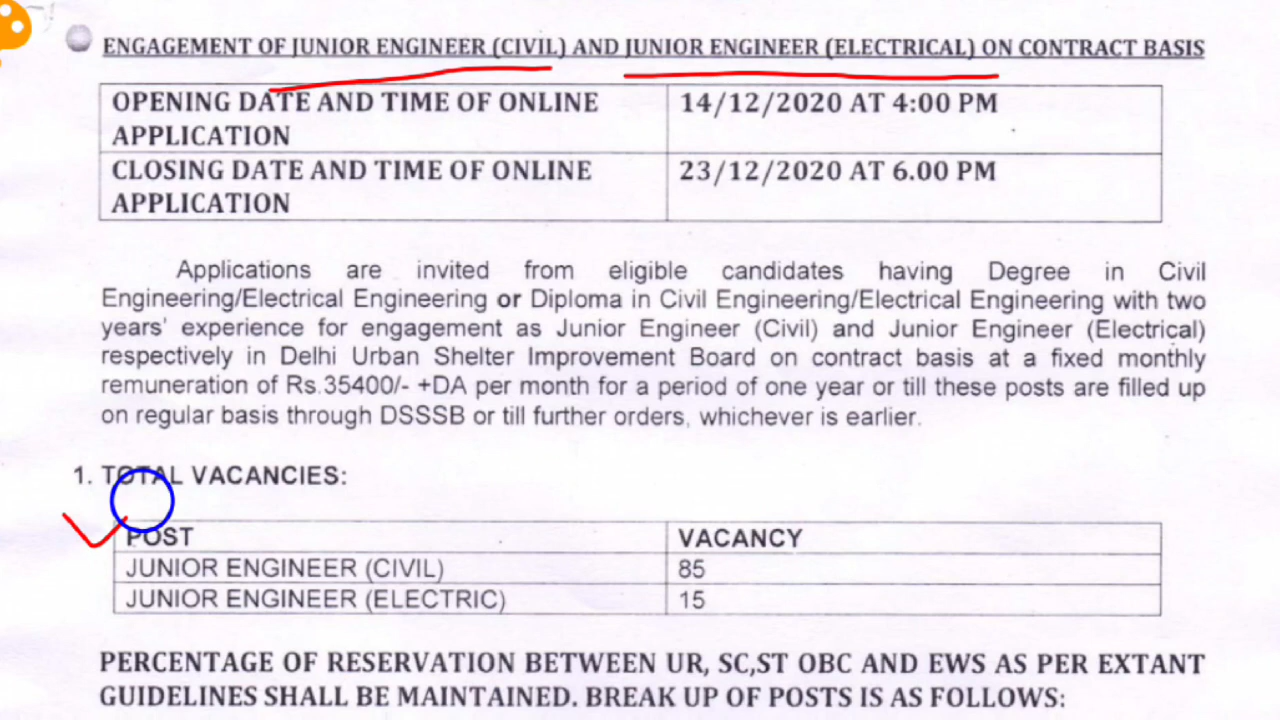 ENGAGEMENT OF JUNIOR ENGINEER (CIVIL) AND JUNIOR ENGINEER (ELECTRICAL) ON CONTRACT BASIS
OPENING DATE AND TIME OF ONLINE APPLICATION
14/12/2020 AT 4:00 PM
CLOSING DATE AND TIME OF ONLINE APPLICATION
23/12/2020 AT 6.00 PM
Applications are invited from eligible candidates having Degree in Civil
Engineering/Electrical Engineering or Diploma in Civil Engineering/Electrical Engineering with two
years' experience for engagement as Junior Engineer (Civil) and Junior Engineer (Electrical)
respectively in Delhi Urban Shelter Improvement Board on contract basis at a fixed monthly
remuneration of Rs.35400/- +DA per month for a period of one year or till these posts are filled up
on regular basis through DSSSB or till further orders, whichever is earlier.
1. TOTAL VACANCIES:
POST VACANCY
JUNIOR ENGINEER (CIVIL) 85
JUNIOR ENGINEER (ELECTRIC) 15
PERCENTAGE OF RESERVATION BETWEEN UR, SC,ST OBC AND EWS AS PER EXTANT
GUIDELINES SHALL BE MAINTAINED. BREAK UP OF POSTS IS AS FOLLOWS: